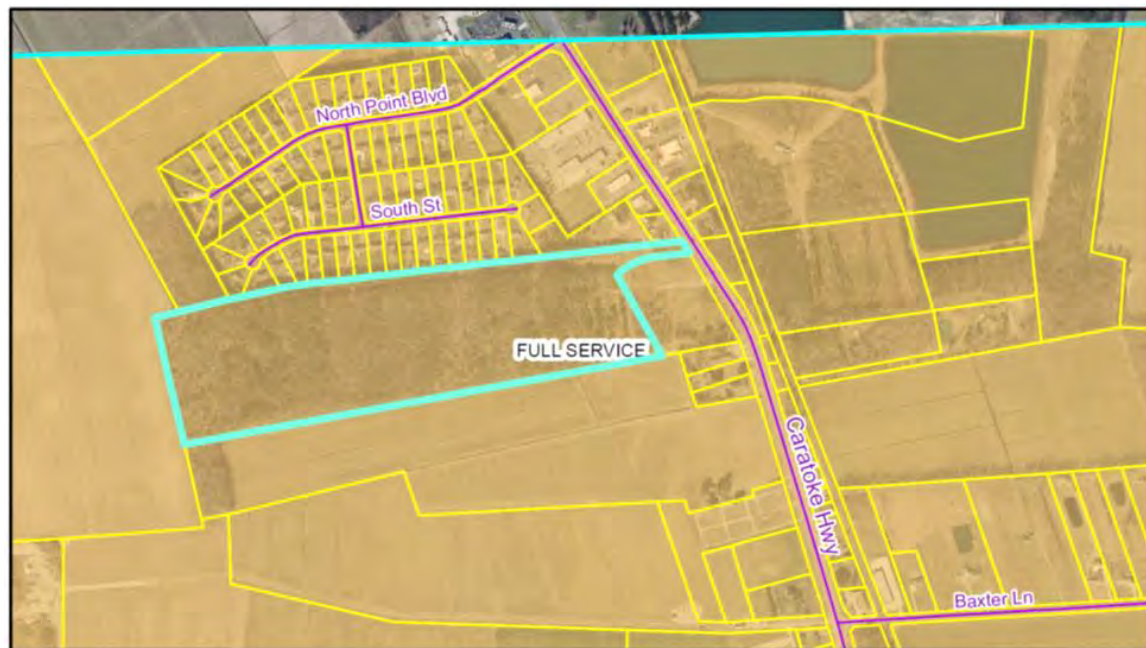 North Point Blvd
South St
FULL SERVICE
Caratoke Hwy
Baxter Ln